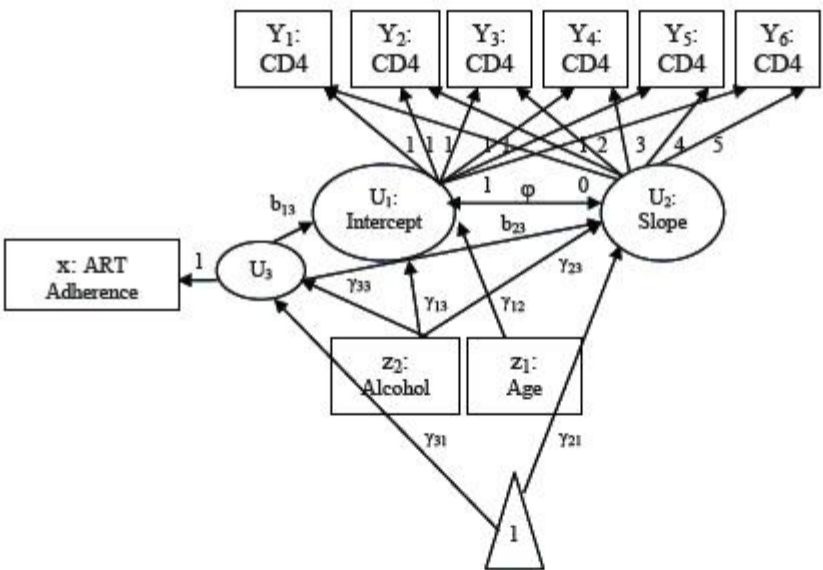 Y₁:
CD4
Y₂:
CD4
Y₃:
CD4
Y₄:
CD4
Y₅:
CD4
Y₆:
CD4
1 1 1 1 1 1 2 3 4 5
1 φ 0
U₁:
Intercept
U₂:
Slope
b₁₃
b₂₃
x: ART
Adherence
1
U₃
γ₃₃
γ₁₃
γ₁₂
γ₂₃
z₂:
Alcohol
z₁:
Age
γ₃₁
γ₂₁
1